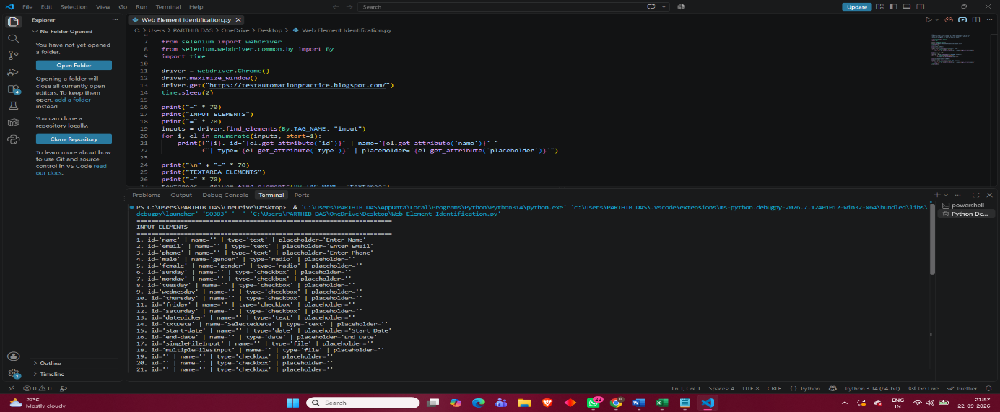 File Edit Selection View Go Run Terminal Help
Search
Update
Explorer
No Folder Opened
You have not yet opened
a folder.
Open Folder
Opening a folder will
close all currently open
editors. To keep them
open, add a folder
instead.
You can clone a
repository locally.
Clone Repository
To learn more about how
to use Git and source
control in VS Code read
our docs.
Outline
Timeline
Web Element Identification.py
C: > Users > PARTHIB DAS > OneDrive > Desktop > Web Element Identification.py
7 from selenium import webdriver
8 from selenium.webdriver.common.by import By
9 import time
10
11 driver = webdriver.Chrome()
12 driver.maximize_window()
13 driver.get("https://testautomationpractice.blogspot.com/")
14 time.sleep(2)
15
16 print("=" * 70)
17 print("INPUT ELEMENTS")
18 print("=" * 70)
19 inputs = driver.find_elements(By.TAG_NAME, "input")
20 for i, el in enumerate(inputs, start=1):
21 print(f"{i}. id='{el.get_attribute('id')}' | name='{el.get_attribute('name')}' "
22 f"| type='{el.get_attribute('type')}' | placeholder='{el.get_attribute('placeholder')}'")
23
24 print("\n" + "=" * 70)
25 print("TEXTAREA ELEMENTS")
26 print("=" * 70)
27 textareas = driver.find_elements(By.TAG_NAME, "textarea")
Problems Output Debug Console Terminal Ports
PS C:\Users\PARTHIB DAS\OneDrive\Desktop> & 'C:\Users\PARTHIB DAS\AppData\Local\Programs\Python\Python314\python.exe' 'c:\Users\PARTHIB DAS\.vscode\extensions\ms-python.debugpy-2026.7.12401012-win32-x64\bundled\libs\
debugpy\launcher' '50383' '--' 'C:\Users\PARTHIB DAS\OneDrive\Desktop\Web Element Identification.py'
======================================================================
INPUT ELEMENTS
======================================================================
1. id='name' | name='' | type='text' | placeholder='Enter Name'
2. id='email' | name='' | type='text' | placeholder='Enter EMail'
3. id='phone' | name='' | type='text' | placeholder='Enter Phone'
4. id='male' | name='gender' | type='radio' | placeholder=''
5. id='female' | name='gender' | type='radio' | placeholder=''
6. id='sunday' | name='' | type='checkbox' | placeholder=''
7. id='monday' | name='' | type='checkbox' | placeholder=''
8. id='tuesday' | name='' | type='checkbox' | placeholder=''
9. id='wednesday' | name='' | type='checkbox' | placeholder=''
10. id='thursday' | name='' | type='checkbox' | placeholder=''
11. id='friday' | name='' | type='checkbox' | placeholder=''
12. id='saturday' | name='' | type='checkbox' | placeholder=''
13. id='datepicker' | name='' | type='text' | placeholder=''
14. id='txtDate' | name='SelectedDate' | type='text' | placeholder=''
15. id='start-date' | name='' | type='date' | placeholder='Start Date'
16. id='end-date' | name='' | type='date' | placeholder='End Date'
17. id='singleFileInput' | name='' | type='file' | placeholder=''
18. id='multipleFilesInput' | name='' | type='file' | placeholder=''
19. id='' | name='' | type='checkbox' | placeholder=''
20. id='' | name='' | type='checkbox' | placeholder=''
21. id='' | name='' | type='checkbox' | placeholder=''
powershell
Python De...
0 0
Ln 1, Col 1 Spaces: 4 UTF-8 CRLF { } Python Python 3.14 (64-bit) Go Live Prettier
27°C
Mostly cloudy
Search
22
ENG
IN
21:57
22-09-2026